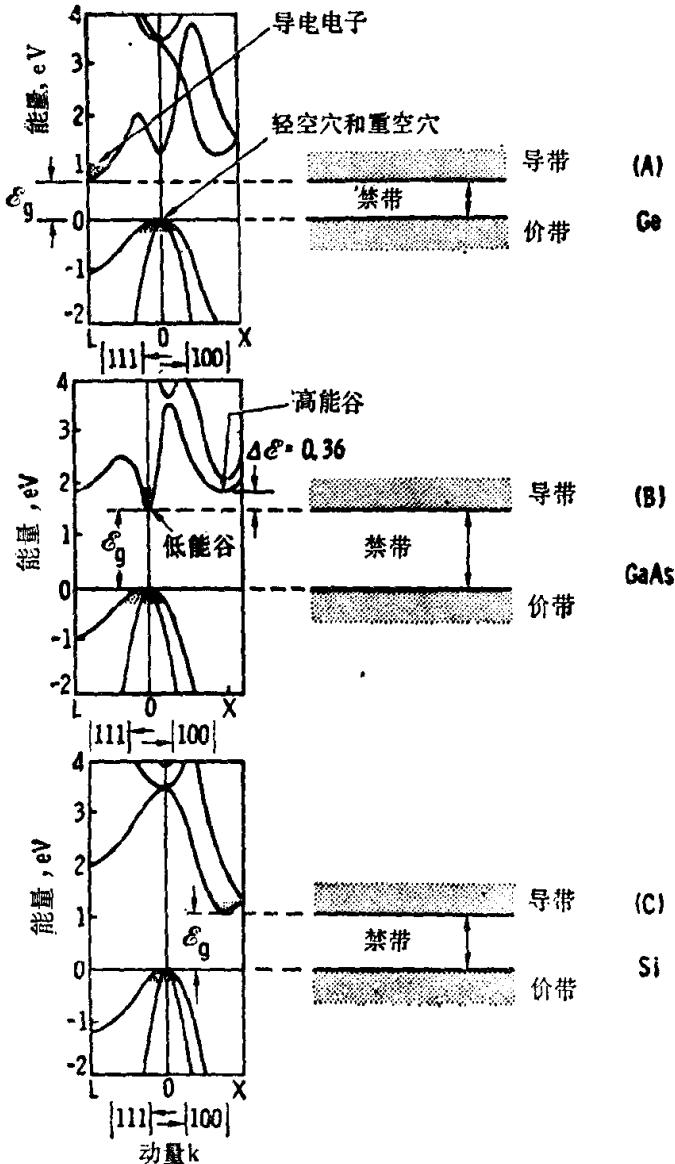 4
导电电子
3
能量, eV
2
轻空穴和重空穴
1
导带
(A)
ℰg
禁带
Ge
0
价带
-1
-2
L 0 X
[111] [100]
4
高能谷
3
Δℰ = 0.36
能量, eV
2
导带
(B)
1
ℰg
低能谷
禁带
GaAs
0
价带
-1
-2
L 0 X
[111] [100]
4
3
能量, eV
2
导带
(C)
1
ℰg
禁带
Si
0
价带
-1
-2
L 0 X
[111] [100]
动量k